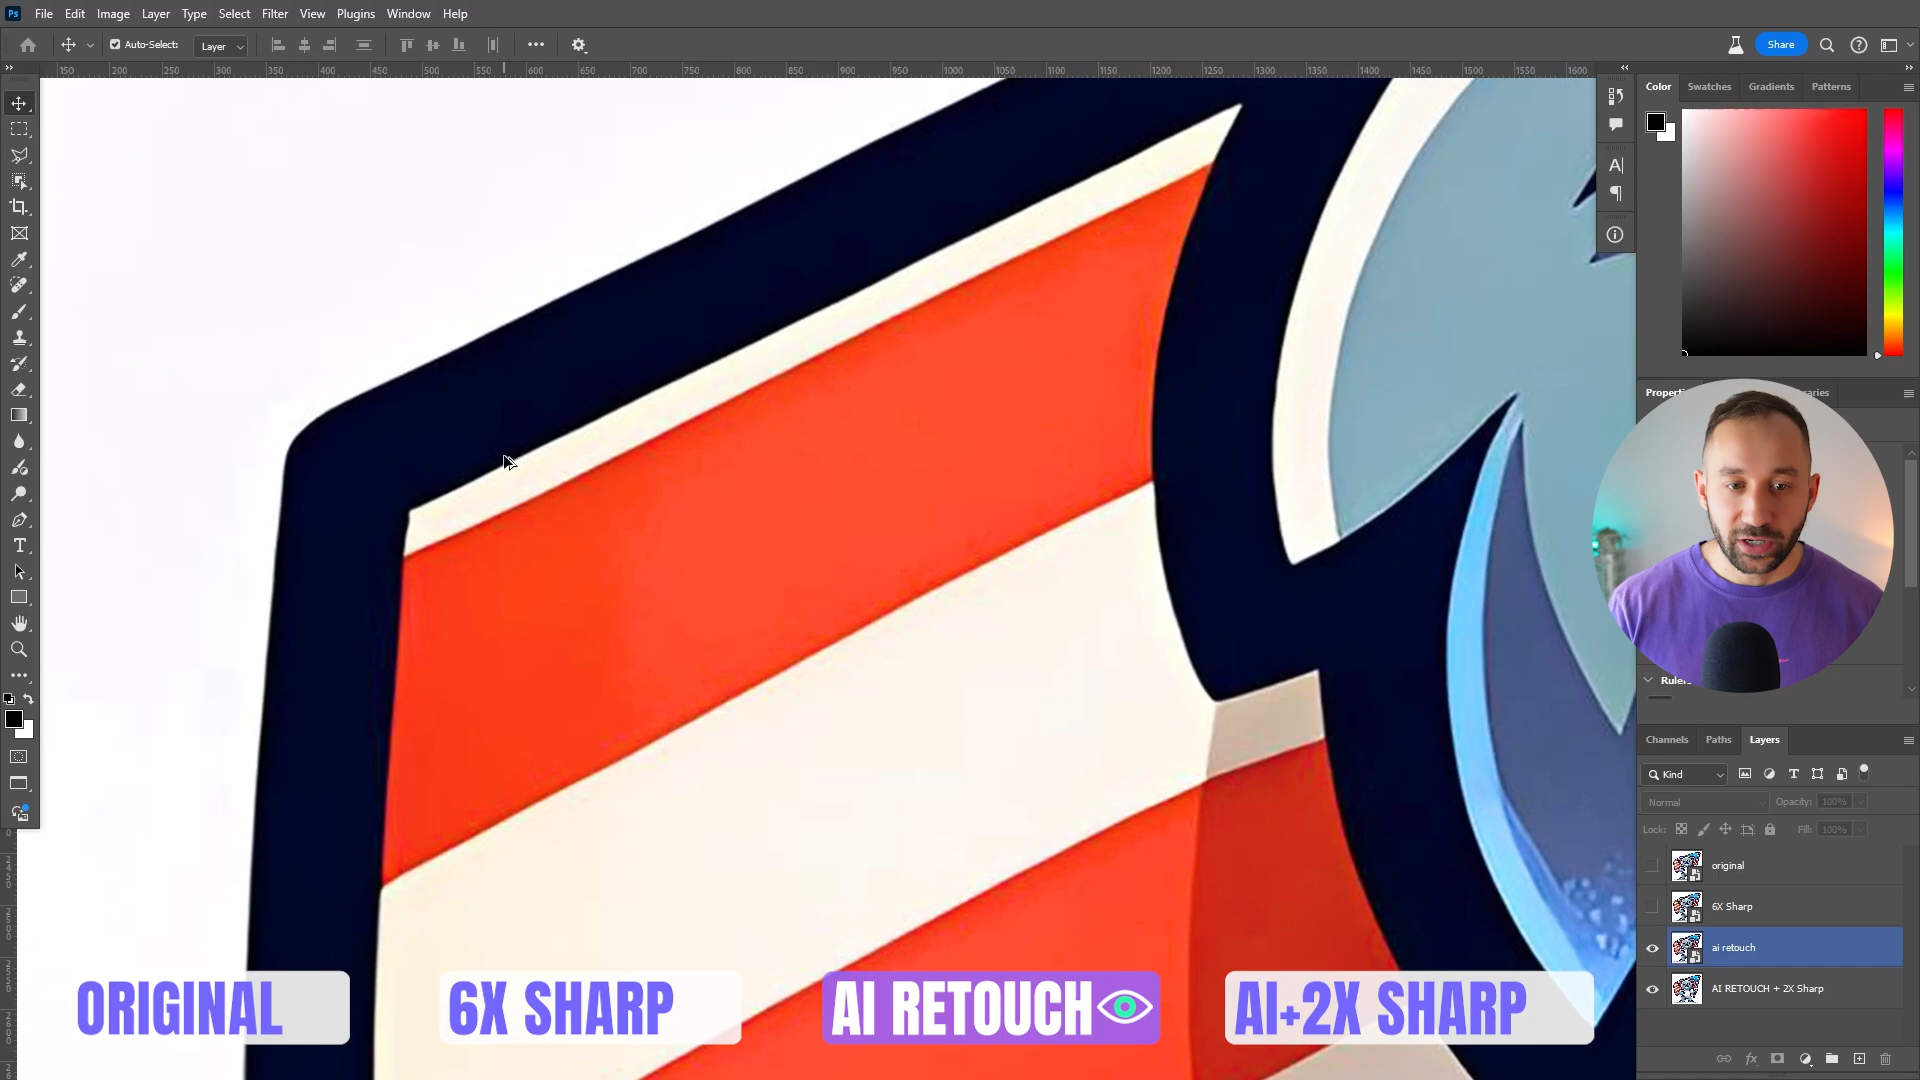 Ps File Edit Image Layer Type Select Filter View Plugins Window Help
Auto-Select: Layer Share
150 200 250 300 350 400 450 500 550 600 650 700 750 800 850 900 950 1000 1050 1100 1150 1200 1250 1300 1350 1400 1450 1500 1550 1600
Color Swatches Gradients Patterns
Properti
raries
Rulers
Channels Paths Layers
Kind
Normal Opacity: 100%
Lock: Fill: 100%
original
6X Sharp
ai retouch
AI RETOUCH + 2X Sharp
ORIGINAL
6X SHARP
AI RETOUCH
AI+2X SHARP